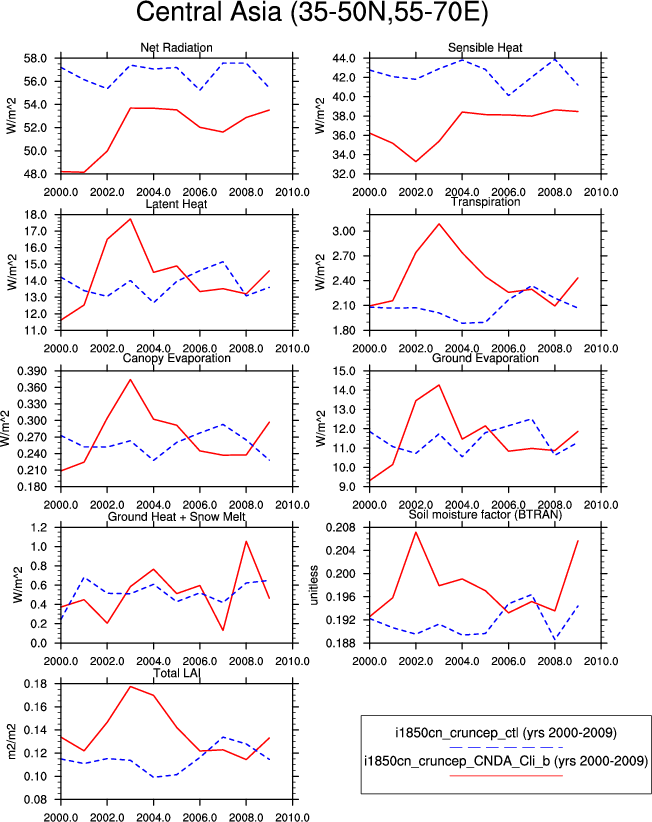 Central Asia (35-50N,55-70E)
Net Radiation
Sensible Heat
58.0
56.0
54.0
52.0
50.0
48.0
W/m^2
2000.0 2002.0 2004.0 2006.0 2008.0 2010.0
44.0
42.0
40.0
38.0
36.0
34.0
32.0
W/m^2
2000.0 2002.0 2004.0 2006.0 2008.0 2010.0
Latent Heat
Transpiration
18.0
17.0
16.0
15.0
14.0
13.0
12.0
11.0
W/m^2
2000.0 2002.0 2004.0 2006.0 2008.0 2010.0
3.00
2.70
2.40
2.10
1.80
W/m^2
2000.0 2002.0 2004.0 2006.0 2008.0 2010.0
Canopy Evaporation
Ground Evaporation
0.390
0.360
0.330
0.300
0.270
0.240
0.210
0.180
W/m^2
2000.0 2002.0 2004.0 2006.0 2008.0 2010.0
15.0
14.0
13.0
12.0
11.0
10.0
9.0
W/m^2
2000.0 2002.0 2004.0 2006.0 2008.0 2010.0
Ground Heat + Snow Melt
Soil moisture factor (BTRAN)
1.2
1.0
0.8
0.6
0.4
0.2
0.0
W/m^2
2000.0 2002.0 2004.0 2006.0 2008.0 2010.0
0.208
0.204
0.200
0.196
0.192
0.188
unitless
2000.0 2002.0 2004.0 2006.0 2008.0 2010.0
Total LAI
0.18
0.16
0.14
0.12
0.10
0.08
m2/m2
2000.0 2002.0 2004.0 2006.0 2008.0 2010.0
i1850cn_cruncep_ctl (yrs 2000-2009)
i1850cn_cruncep_CNDA_Cli_b (yrs 2000-2009)